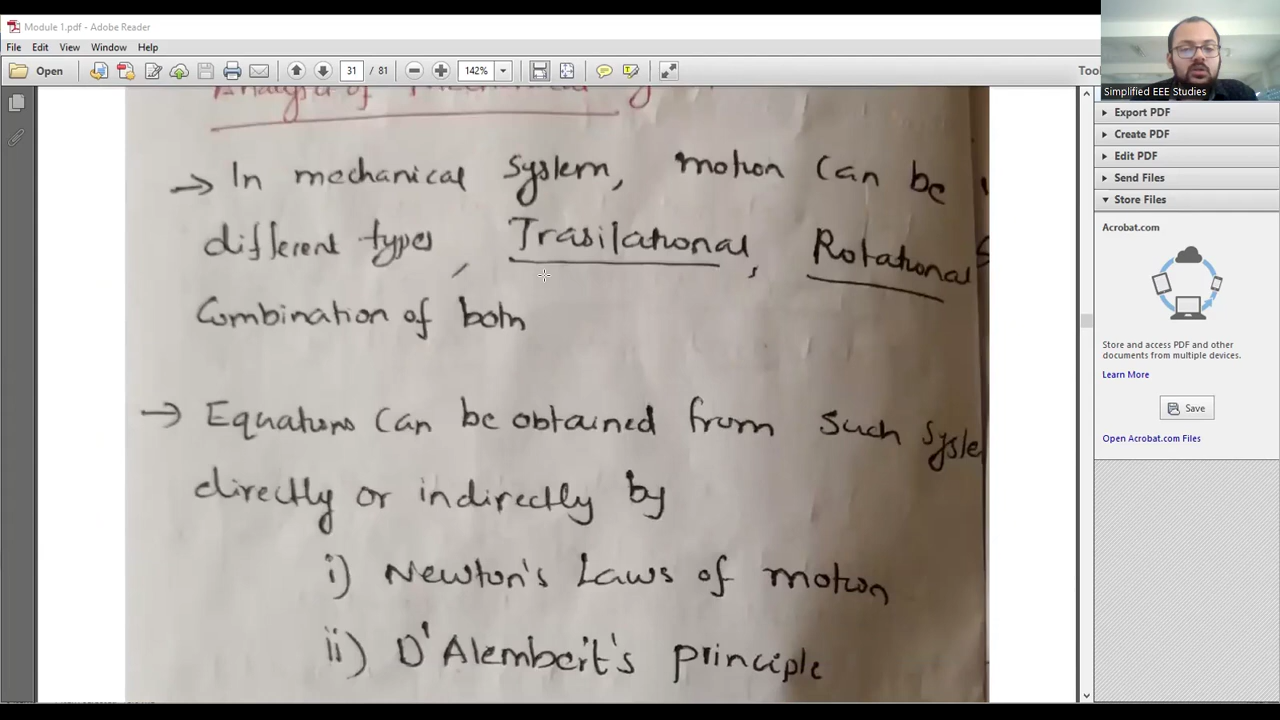 Module 1.pdf - Adobe Reader
File Edit View Window Help
Open 31 / 81 142% Tool
Simplified EEE Studies
Export PDF
Create PDF
Edit PDF
Send Files
Store Files
Acrobat.com
Store and access PDF and other
documents from multiple devices.
Learn More
Save
Open Acrobat.com Files
Analysis of
→ In mechanical system, motion can be
different types, Trasilational, Rotational
Combination of both
→ Equations can be obtained from such Syste
directly or indirectly by
i) Newton's Laws of motion
ii) D'Alembert's principle